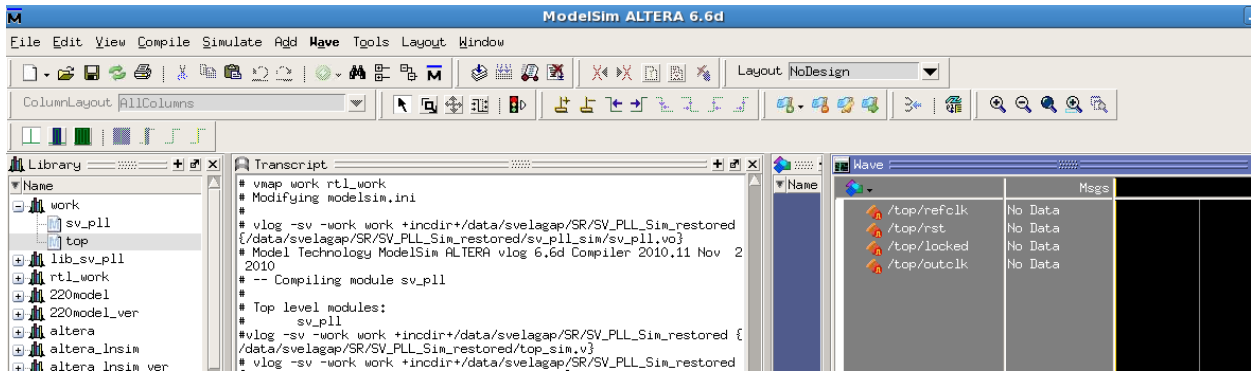 ModelSim ALTERA 6.6d
File Edit View Compile Simulate Add Wave Tools Layout Window
Layout NoDesign
ColumnLayout AllColumns
Library
Name
work
sv_pll
top
lib_sv_pll
rtl_work
220model
220model_ver
altera
altera_lnsim
altera_lnsim_ver
Transcript
# vmap work rtl_work
# Modifying modelsim.ini
#
# vlog -sv -work work +incdir+/data/svelagap/SR/SV_PLL_Sim_restored
{/data/svelagap/SR/SV_PLL_Sim_restored/sv_pll_sim/sv_pll.vo}
# Model Technology ModelSim ALTERA vlog 6.6d Compiler 2010.11 Nov 2
2010
# -- Compiling module sv_pll
#
# Top level modules:
# sv_pll
#vlog -sv -work work +incdir+/data/svelagap/SR/SV_PLL_Sim_restored {
/data/svelagap/SR/SV_PLL_Sim_restored/top_sim.v}
# vlog -sv -work work +incdir+/data/svelagap/SR/SV_PLL_Sim_restored
Name
Wave
Msgs
/top/refclk No Data
/top/rst No Data
/top/locked No Data
/top/outclk No Data